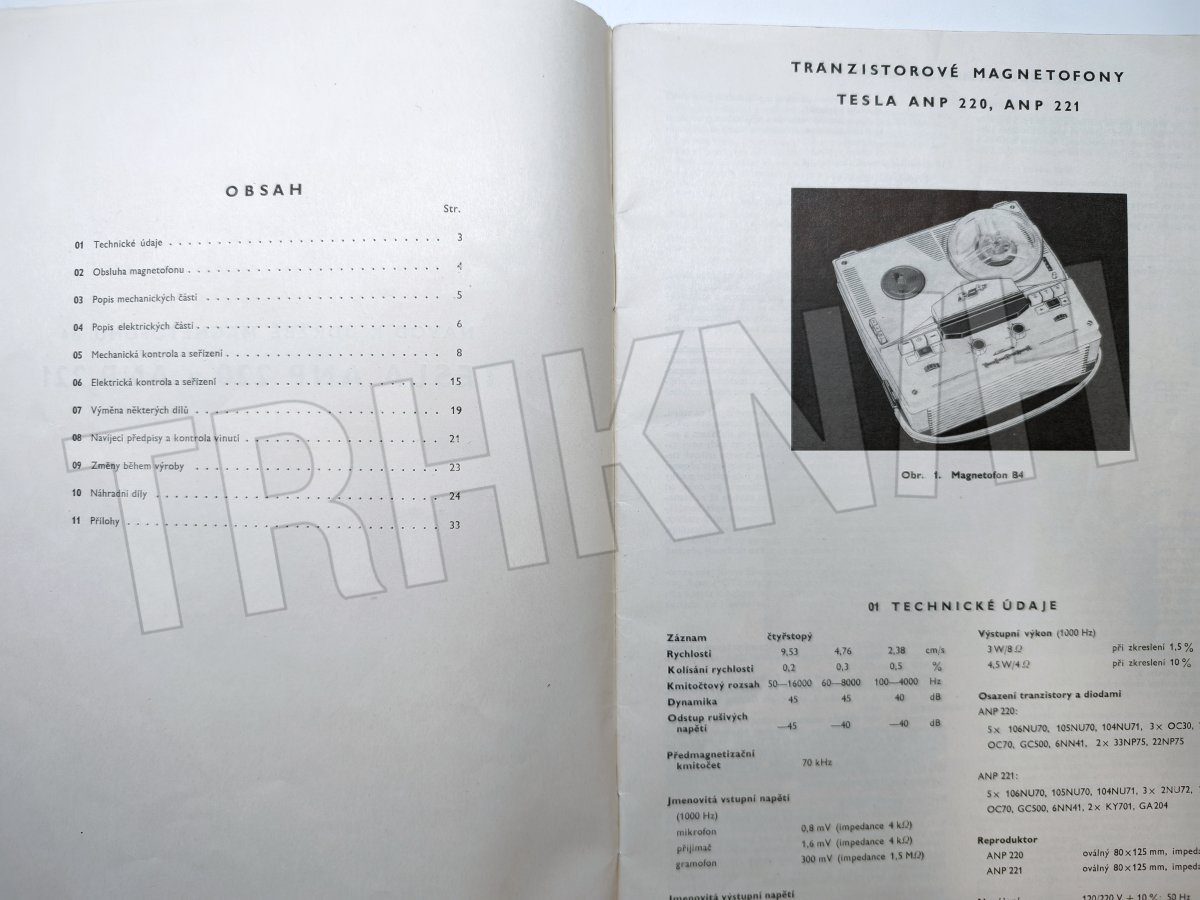 OBSAH
Str.
01 Technické údaje 3
02 Obsluha magnetofonu 4
03 Popis mechanických částí 5
04 Popis elektrických částí 6
05 Mechanická kontrola a seřízení 8
06 Elektrická kontrola a seřízení 15
07 Výměna některých dílů 19
08 Navíjecí předpisy a kontrola vinutí 21
09 Změny během výroby 23
10 Náhradní díly 24
11 Přílohy 33
TRANZISTOROVÉ MAGNETOFONY
TESLA ANP 220, ANP 221
Obr. 1. Magnetofon B4
01 TECHNICKÉ ÚDAJE
Záznam čtyřstopý
Rychlosti 9,53 4,76 2,38 cm/s
Kolísání rychlosti 0,2 0,3 0,5 %
Kmitočtový rozsah 50—16000 60—8000 100—4000 Hz
Dynamika 45 45 40 dB
Odstup rušivých
napětí —45 —40 —40 dB
Předmagnetizační
kmitočet 70 kHz
Jmenovitá vstupní napětí
(1000 Hz)
mikrofon 0,8 mV (impedance 4 kΩ)
přijímač 1,6 mV (impedance 4 kΩ)
gramofon 300 mV (impedance 1,5 MΩ)
Jmenovitá výstupní napětí
Výstupní výkon (1000 Hz)
3 W/8 Ω při zkreslení 1,5 %
4,5 W/4 Ω při zkreslení 10 %
Osazení tranzistory a diodami
ANP 220:
5× 106NU70, 105NU70, 104NU71, 3× OC30,
OC70, GC500, 6NN41, 2× 33NP75, 22NP75
ANP 221:
5× 106NU70, 105NU70, 104NU71, 3× 2NU72,
OC70, GC500, 6NN41, 2× KY701, GA204
Reproduktor
ANP 220 oválný 80×125 mm, impeda
ANP 221 oválný 80×125 mm, impeda
120/220 V ± 10 %; 50 Hz
TRHKNIH